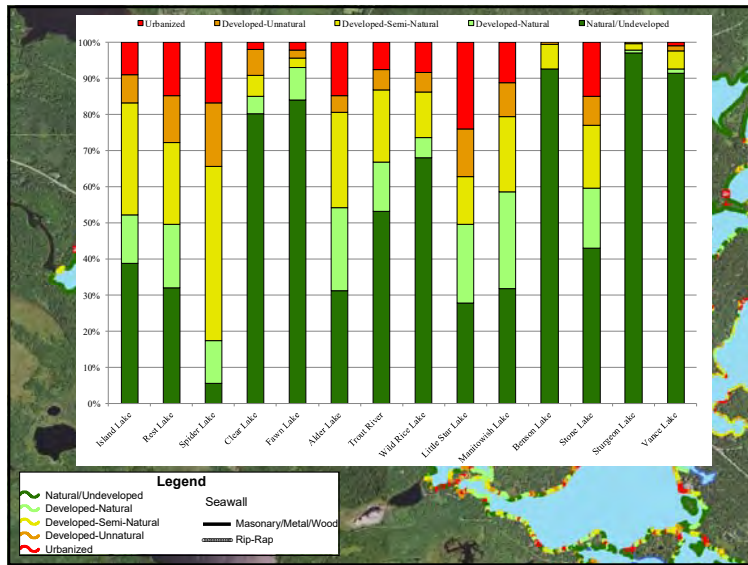 Urbanized Developed-Unnatural Developed-Semi-Natural Developed-Natural Natural/Undeveloped
100%
90%
80%
70%
60%
50%
40%
30%
20%
10%
0%
Island Lake
Rest Lake
Spider Lake
Clear Lake
Fawn Lake
Alder Lake
Trout River
Wild Rice Lake
Little Star Lake
Manitowish Lake
Benson Lake
Stone Lake
Sturgeon Lake
Vance Lake
Legend
Natural/Undeveloped
Developed-Natural
Developed-Semi-Natural
Developed-Unnatural
Urbanized
Seawall
Masonary/Metal/Wood
Rip-Rap